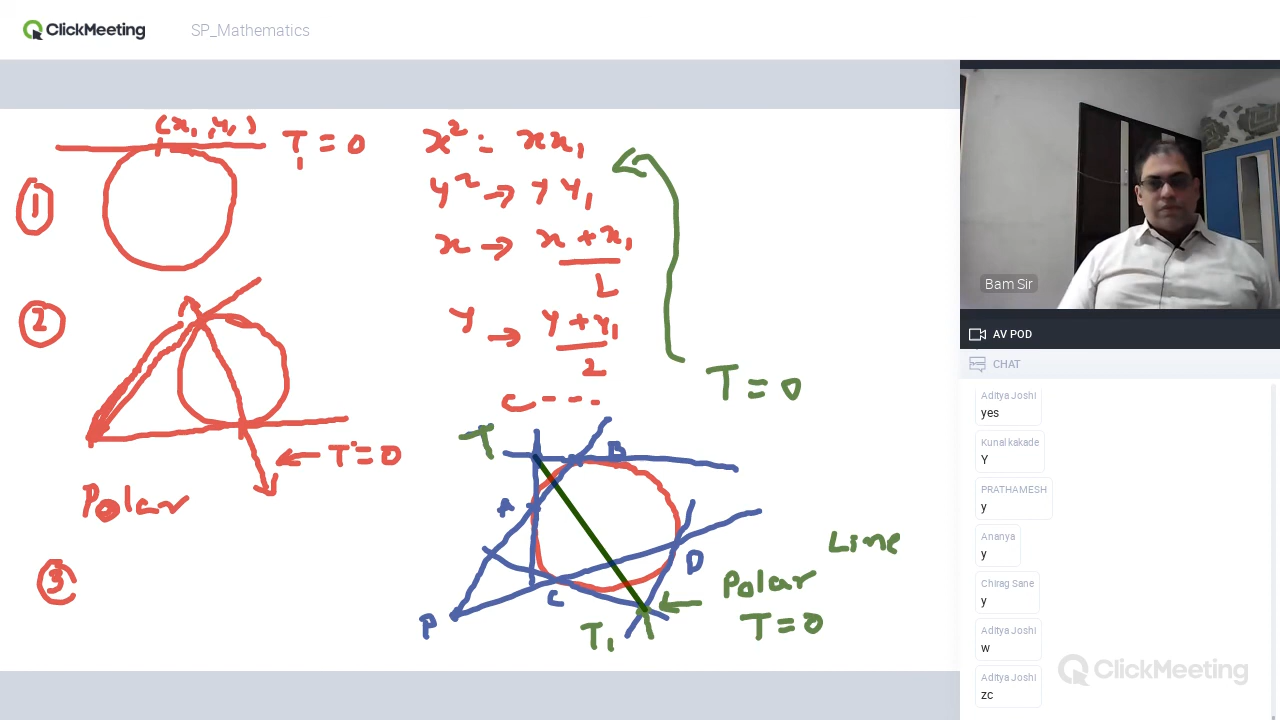 ClickMeeting
SP_Mathematics
(x₁, y₁)
T₁ = 0
①
x² = xx₁
y² → yy₁
x → x + x₁
2
y → y + y₁
2
c - - -
②
T = 0
Polar
③
T = 0
T
B
A
D
C
P
T₁
Line
Polar
T = 0
Bam Sir
AV POD
CHAT
Aditya Joshi
yes
Kunal kakade
Y
PRATHAMESH
y
Ananya
y
Chirag Sane
y
Aditya Joshi
w
Aditya Joshi
zc
ClickMeeting